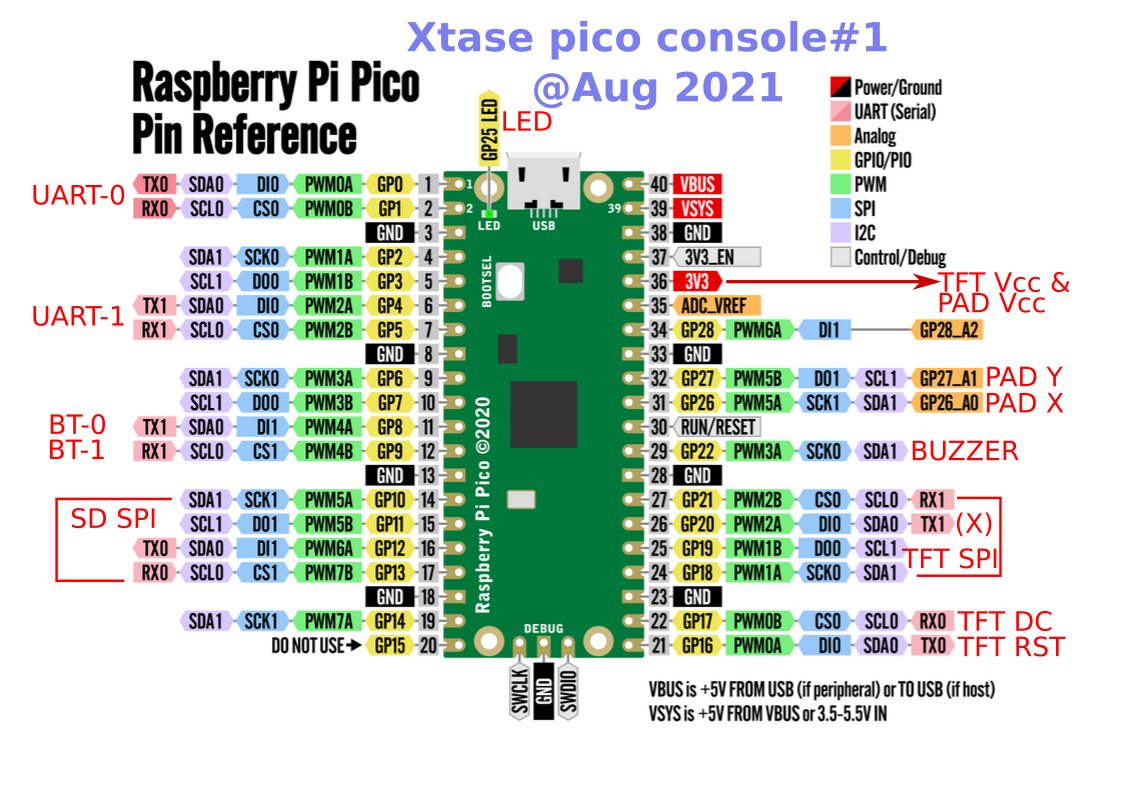 Xtase pico console#1
@Aug 2021
Raspberry Pi Pico
Pin Reference
GP25 LED
LED
Power/Ground
UART (Serial)
Analog
GPIO/PIO
PWM
SPI
I2C
Control/Debug
UART-0
TX0 SDA0 DI0 PWM0A GP0 1
RX0 SCL0 CS0 PWM0B GP1 2
GND 3
SDA1 SCK0 PWM1A GP2 4
SCL1 DO0 PWM1B GP3 5
UART-1
TX1 SDA0 DI0 PWM2A GP4 6
RX1 SCL0 CS0 PWM2B GP5 7
GND 8
SDA1 SCK0 PWM3A GP6 9
SCL1 DO0 PWM3B GP7 10
BT-0 TX1 SDA0 DI1 PWM4A GP8 11
BT-1 RX1 SCL0 CS1 PWM4B GP9 12
GND 13
SDA1 SCK1 PWM5A GP10 14
SD SPI
SCL1 DO1 PWM5B GP11 15
TX0 SDA0 DI1 PWM6A GP12 16
RX0 SCL0 CS1 PWM7B GP13 17
GND 18
SDA1 SCK1 PWM7A GP14 19
DO NOT USE GP15 20
1
2
39
LED
USB
BOOTSEL
Raspberry Pi Pico ©2020
DEBUG
SWCLK
GND
SWDIO
40 VBUS
39 VSYS
38 GND
37 3V3_EN
36 3V3 TFT Vcc &
PAD Vcc
35 ADC_VREF
34 GP28 PWM6A DI1 GP28_A2
33 GND
32 GP27 PWM5B DO1 SCL1 GP27_A1 PAD Y
31 GP26 PWM5A SCK1 SDA1 GP26_A0 PAD X
30 RUN/RESET
29 GP22 PWM3A SCK0 SDA1 BUZZER
28 GND
27 GP21 PWM2B CS0 SCL0 RX1
26 GP20 PWM2A DI0 SDA0 TX1 (X)
25 GP19 PWM1B DO0 SCL1
TFT SPI
24 GP18 PWM1A SCK0 SDA1
23 GND
22 GP17 PWM0B CS0 SCL0 RX0 TFT DC
21 GP16 PWM0A DI0 SDA0 TX0 TFT RST
VBUS is +5V FROM USB (if peripheral) or TO USB (if host)
VSYS is +5V FROM VBUS or 3.5-5.5V IN